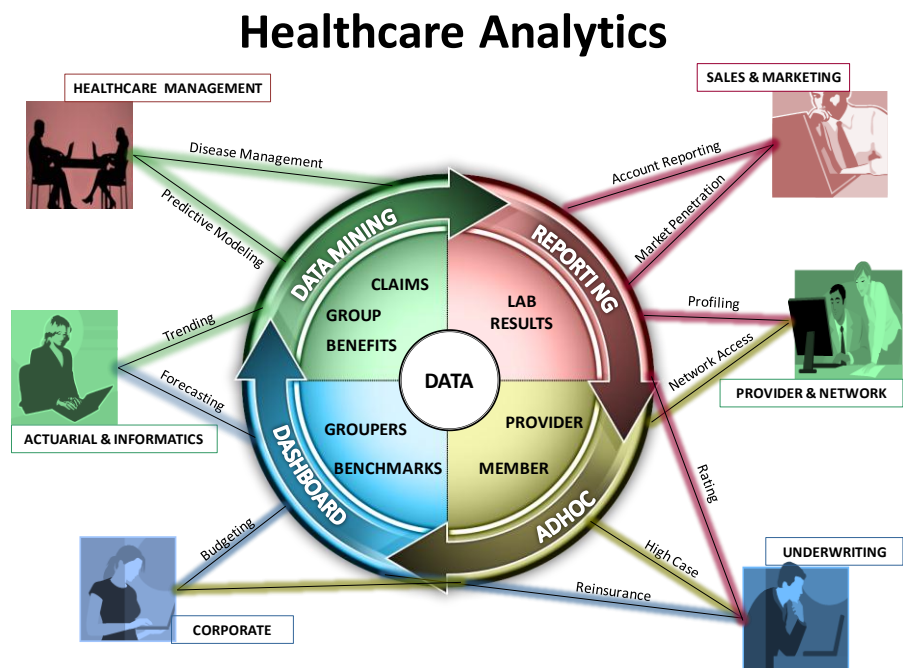 Healthcare Analytics
HEALTHCARE MANAGEMENT
SALES & MARKETING
Disease Management
Predictive Modeling
Account Reporting
Market Penetration
DATA MINING
REPORTING
CLAIMS
GROUP
BENEFITS
LAB
RESULTS
Trending
Forecasting
Profiling
Network Access
PROVIDER & NETWORK
ACTUARIAL & INFORMATICS
DATA
GROUPERS
BENCHMARKS
PROVIDER
MEMBER
DASHBOARD
ADHOC
Rating
Budgeting
High Case
Reinsurance
UNDERWRITING
CORPORATE